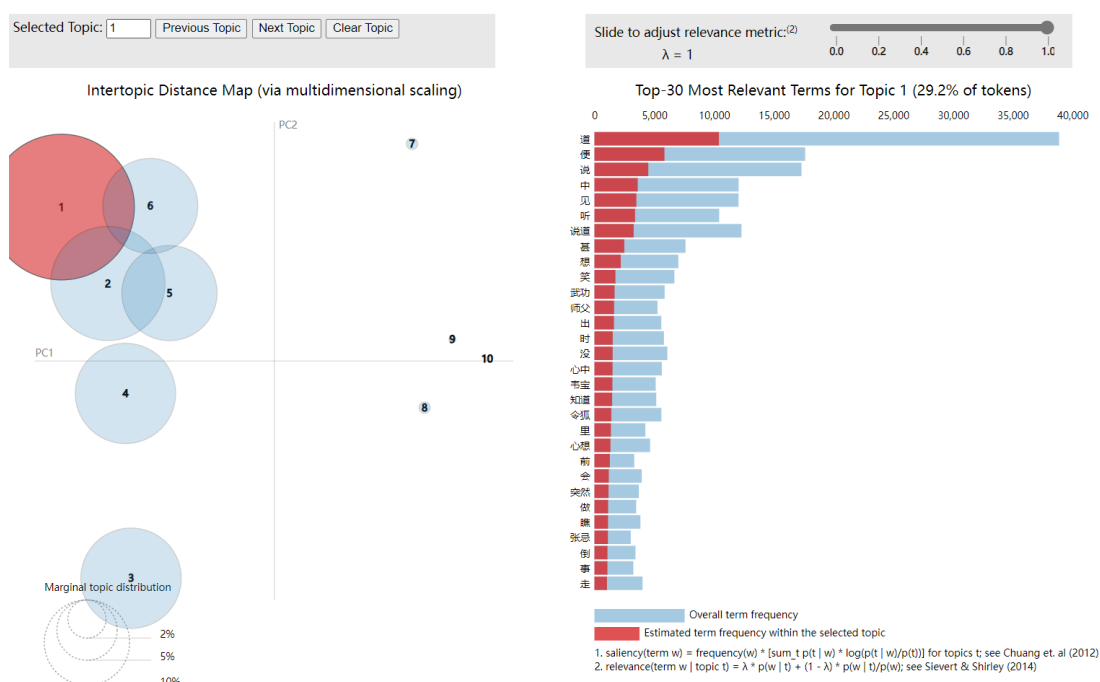 Selected Topic: 1 Previous Topic Next Topic Clear Topic
Slide to adjust relevance metric:(2)
λ = 1
0.0 0.2 0.4 0.6 0.8 1.0
Intertopic Distance Map (via multidimensional scaling)
PC2
PC1
7
1
6
2
5
9
10
4
8
3
Marginal topic distribution
2%
5%
10%
Top-30 Most Relevant Terms for Topic 1 (29.2% of tokens)
0 5,000 10,000 15,000 20,000 25,000 30,000 35,000 40,000
道
便
说
中
见
听
说道
甚
想
笑
武功
师父
出
时
没
心中
韦宝
知道
令狐
里
心想
前
会
突然
做
瞧
张忌
倒
事
走
Overall term frequency
Estimated term frequency within the selected topic
1. saliency(term w) = frequency(w) * [sum_t p(t | w) * log(p(t | w)/p(t))] for topics t; see Chuang et. al (2012)
2. relevance(term w | topic t) = λ * p(w | t) + (1 - λ) * p(w | t)/p(w); see Sievert & Shirley (2014)